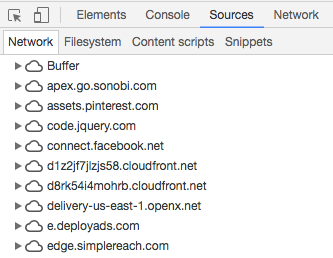 Elements Console Sources Network
Network Filesystem Content scripts Snippets
Buffer
apex.go.sonobi.com
assets.pinterest.com
code.jquery.com
connect.facebook.net
d1z2jf7jlzjs58.cloudfront.net
d8rk54i4mohrb.cloudfront.net
delivery-us-east-1.openx.net
e.deployads.com
edge.simplereach.com